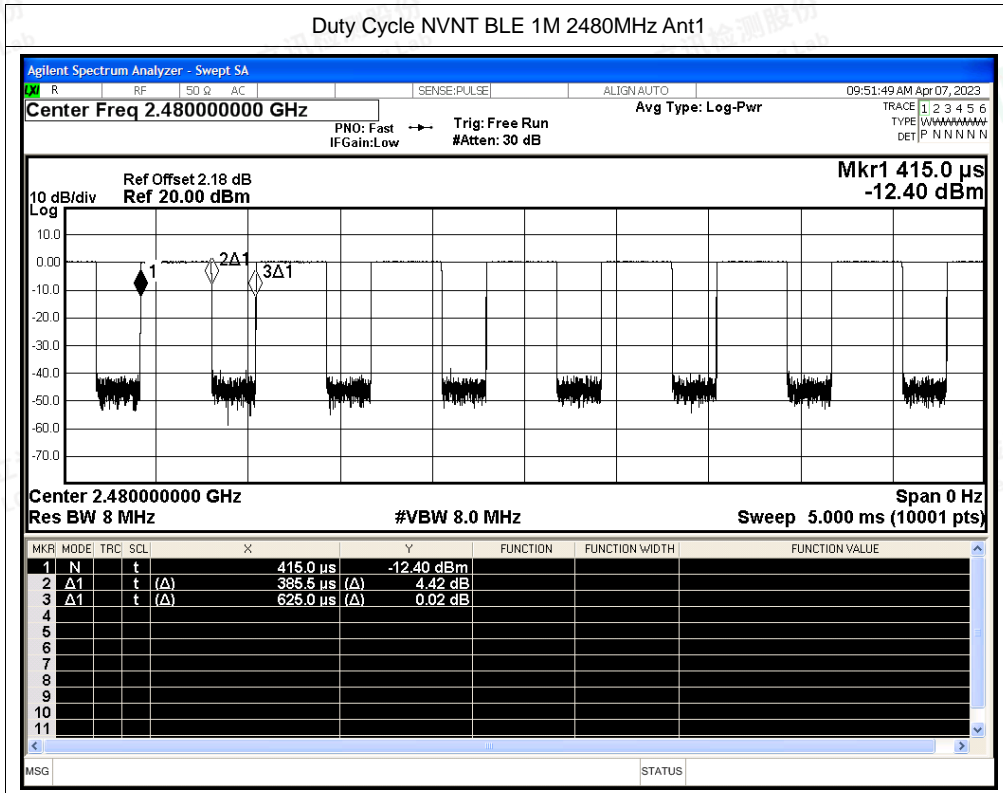 Duty Cycle NVNT BLE 1M 2480MHz Ant1
Agilent Spectrum Analyzer - Swept SA
LXI R RF 50 Ω AC SENSE:PULSE ALIGN AUTO 09:51:49 AM Apr 07, 2023
Center Freq 2.480000000 GHz Avg Type: Log-Pwr TRACE 1 2 3 4 5 6
PNO: Fast Trig: Free Run TYPE WWWWWW
IFGain:Low #Atten: 30 dB DET P N N N N N
Mkr1 415.0 µs
Ref Offset 2.18 dB
10 dB/div Ref 20.00 dBm -12.40 dBm
Log
10.0
0.00
1 2Δ1 3Δ1
-10.0
-20.0
-30.0
-40.0
-50.0
-60.0
-70.0
Center 2.480000000 GHz Span 0 Hz
Res BW 8 MHz #VBW 8.0 MHz Sweep 5.000 ms (10001 pts)
MKR MODE TRC SCL X Y FUNCTION FUNCTION WIDTH FUNCTION VALUE
1 N t 415.0 µs -12.40 dBm
2 Δ1 t (Δ) 385.5 µs (Δ) 4.42 dB
3 Δ1 t (Δ) 625.0 µs (Δ) 0.02 dB
4
5
6
7
8
9
10
11
MSG STATUS